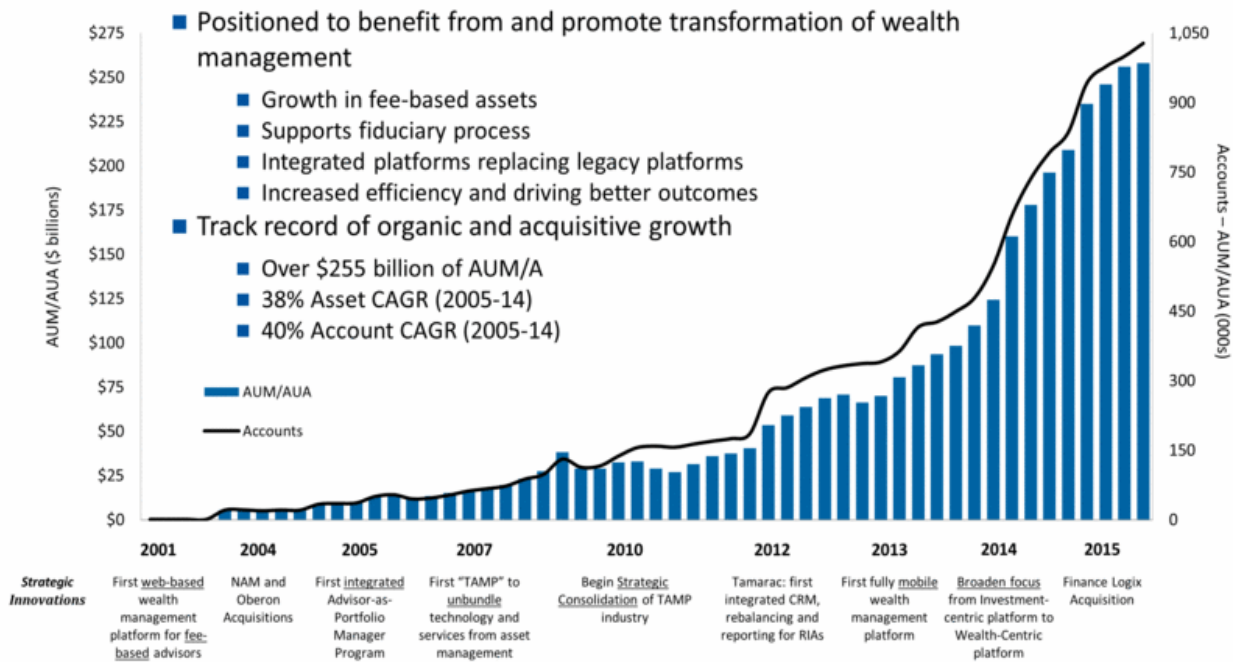 Positioned to benefit from and promote transformation of wealth
management
Growth in fee-based assets
Supports fiduciary process
Integrated platforms replacing legacy platforms
Increased efficiency and driving better outcomes
Track record of organic and acquisitive growth
Over $255 billion of AUM/A
38% Asset CAGR (2005-14)
40% Account CAGR (2005-14)
AUM/AUA
Accounts
AUM/AUA ($ billions)
$275
$250
$225
$200
$175
$150
$125
$100
$75
$50
$25
$0
1,050
900
750
600
450
300
150
0
Accounts – AUM/AUA (000s)
2001 2004 2005 2007 2010 2012 2013 2014 2015
Strategic
Innovations
First web-based
wealth
management
platform for fee-
based advisors
NAM and
Oberon
Acquisitions
First integrated
Advisor-as-
Portfolio
Manager
Program
First “TAMP” to
unbundle
technology and
services from asset
management
Begin Strategic
Consolidation of TAMP
industry
Tamarac: first
integrated CRM,
rebalancing and
reporting for RIAs
First fully mobile
wealth
management
platform
Broaden focus
from Investment-
centric platform to
Wealth-Centric
platform
Finance Logix
Acquisition